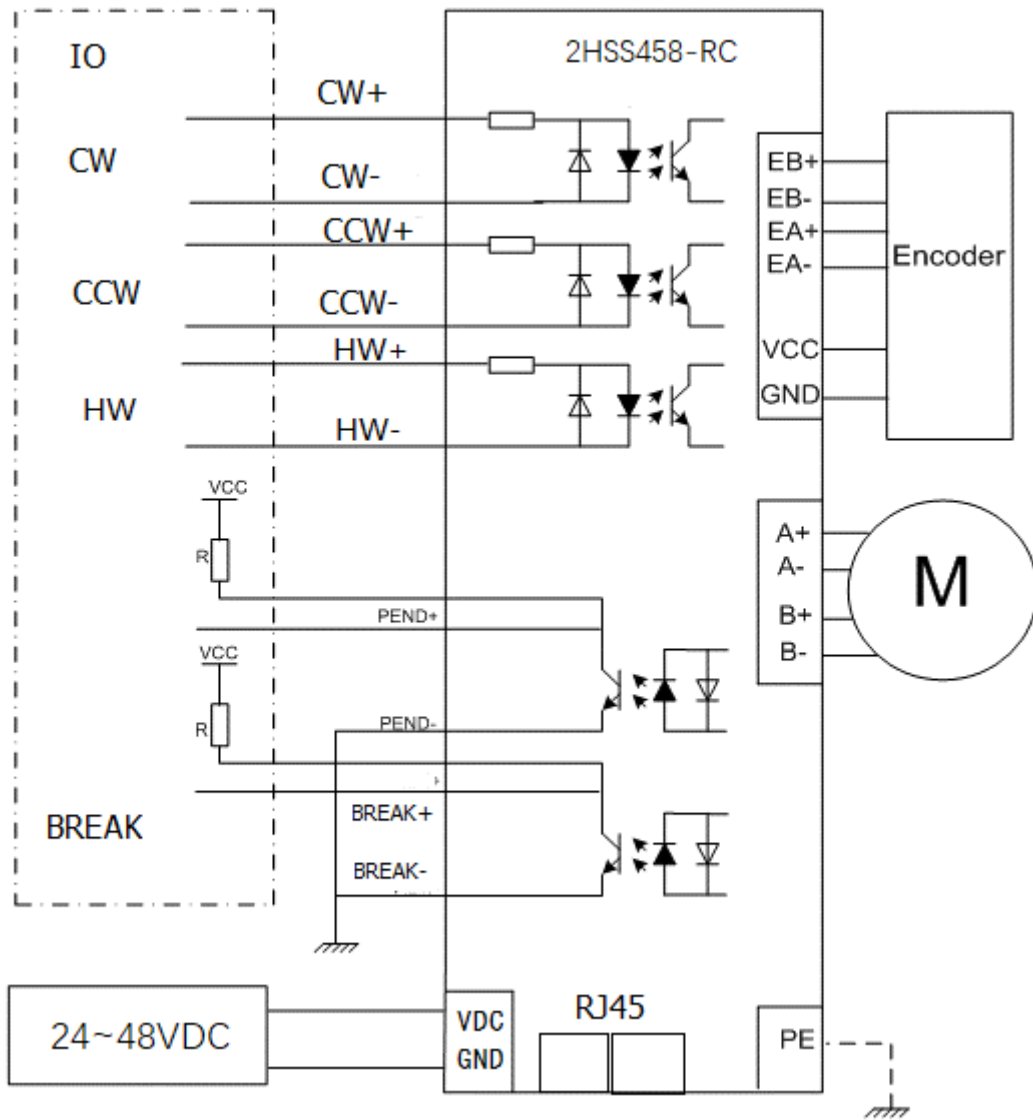 IO
2HSS458-RC
CW+
CW
CW-
CCW+
CCW
CCW-
HW+
HW
HW-
EB+
EB-
EA+
EA-
VCC
GND
Encoder
VCC
R
PEND+
VCC
R
PEND-
A+
A-
B+
B-
M
BREAK
BREAK+
BREAK-
24~48VDC
VDC
GND
RJ45
PE